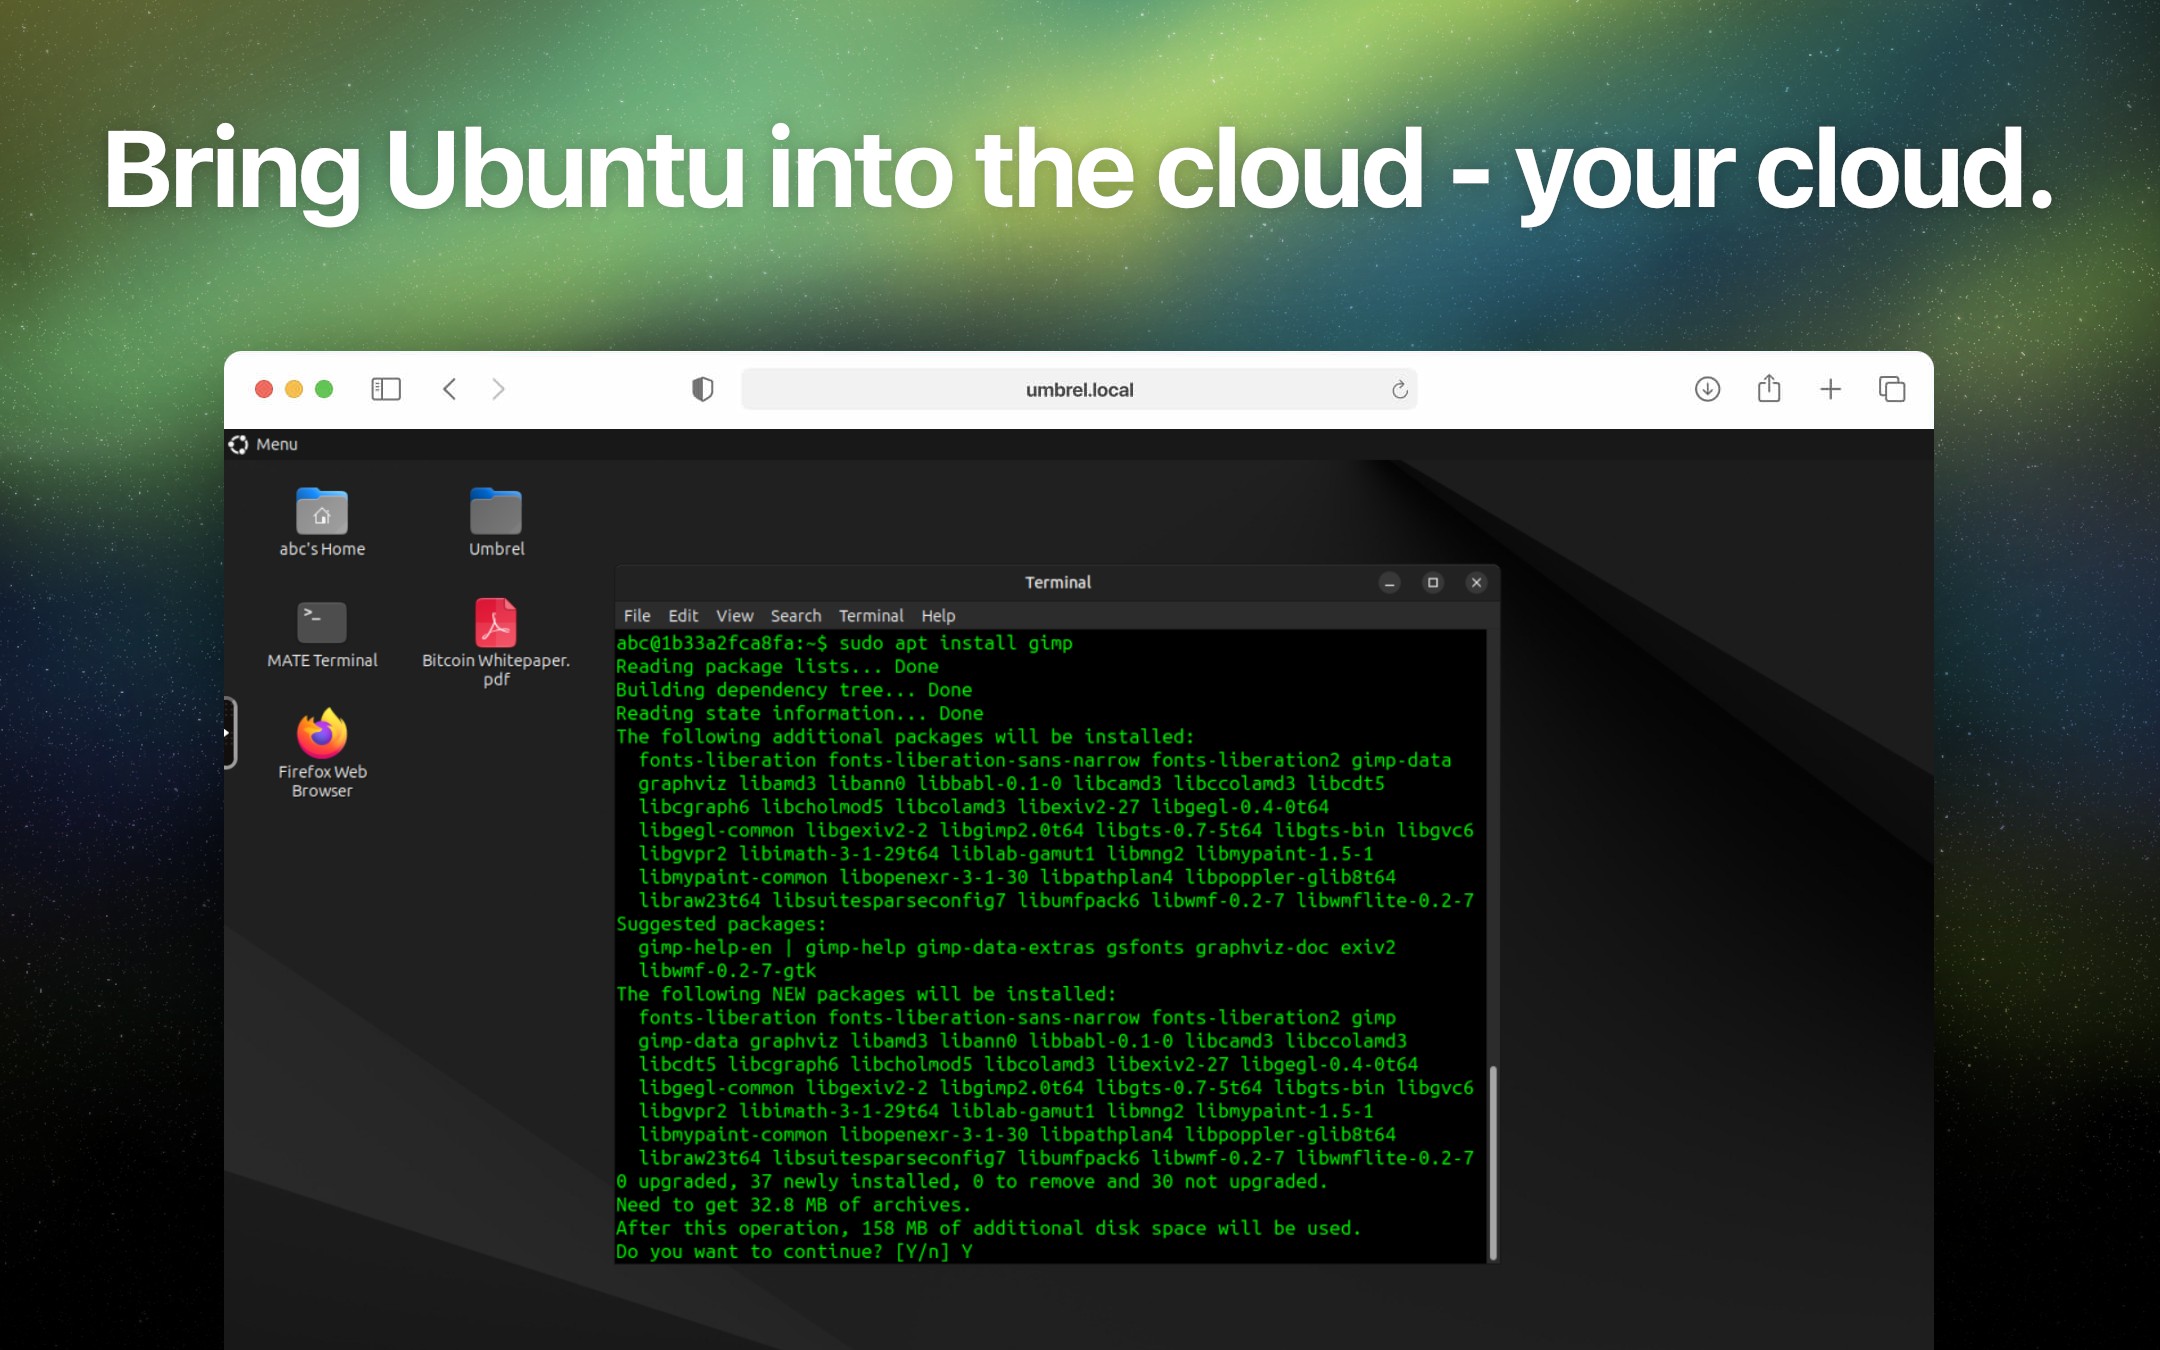 Bring Ubuntu into the cloud - your cloud.
umbrel.local
Menu
abc's Home
Umbrel
MATE Terminal
Bitcoin Whitepaper.
pdf
Firefox Web
Browser
Terminal
File Edit View Search Terminal Help
abc@1b33a2fca8fa:~$ sudo apt install gimp
Reading package lists... Done
Building dependency tree... Done
Reading state information... Done
The following additional packages will be installed:
fonts-liberation fonts-liberation-sans-narrow fonts-liberation2 gimp-data
graphviz libamd3 libann0 libbabl-0.1-0 libcamd3 libccolamd3 libcdt5
libcgraph6 libcholmod5 libcolamd3 libexiv2-27 libgegl-0.4-0t64
libgegl-common libgexiv2-2 libgimp2.0t64 libgts-0.7-5t64 libgts-bin libgvc6
libgvpr2 libimath-3-1-29t64 liblab-gamut1 libmng2 libmypaint-1.5-1
libmypaint-common libopenexr-3-1-30 libpathplan4 libpoppler-glib8t64
libraw23t64 libsuitesparseconfig7 libumfpack6 libwmf-0.2-7 libwmflite-0.2-7
Suggested packages:
gimp-help-en | gimp-help gimp-data-extras gsfonts graphviz-doc exiv2
libwmf-0.2-7-gtk
The following NEW packages will be installed:
fonts-liberation fonts-liberation-sans-narrow fonts-liberation2 gimp
gimp-data graphviz libamd3 libann0 libbabl-0.1-0 libcamd3 libccolamd3
libcdt5 libcgraph6 libcholmod5 libcolamd3 libexiv2-27 libgegl-0.4-0t64
libgegl-common libgexiv2-2 libgimp2.0t64 libgts-0.7-5t64 libgts-bin libgvc6
libgvpr2 libimath-3-1-29t64 liblab-gamut1 libmng2 libmypaint-1.5-1
libmypaint-common libopenexr-3-1-30 libpathplan4 libpoppler-glib8t64
libraw23t64 libsuitesparseconfig7 libumfpack6 libwmf-0.2-7 libwmflite-0.2-7
0 upgraded, 37 newly installed, 0 to remove and 30 not upgraded.
Need to get 32.8 MB of archives.
After this operation, 158 MB of additional disk space will be used.
Do you want to continue? [Y/n] Y